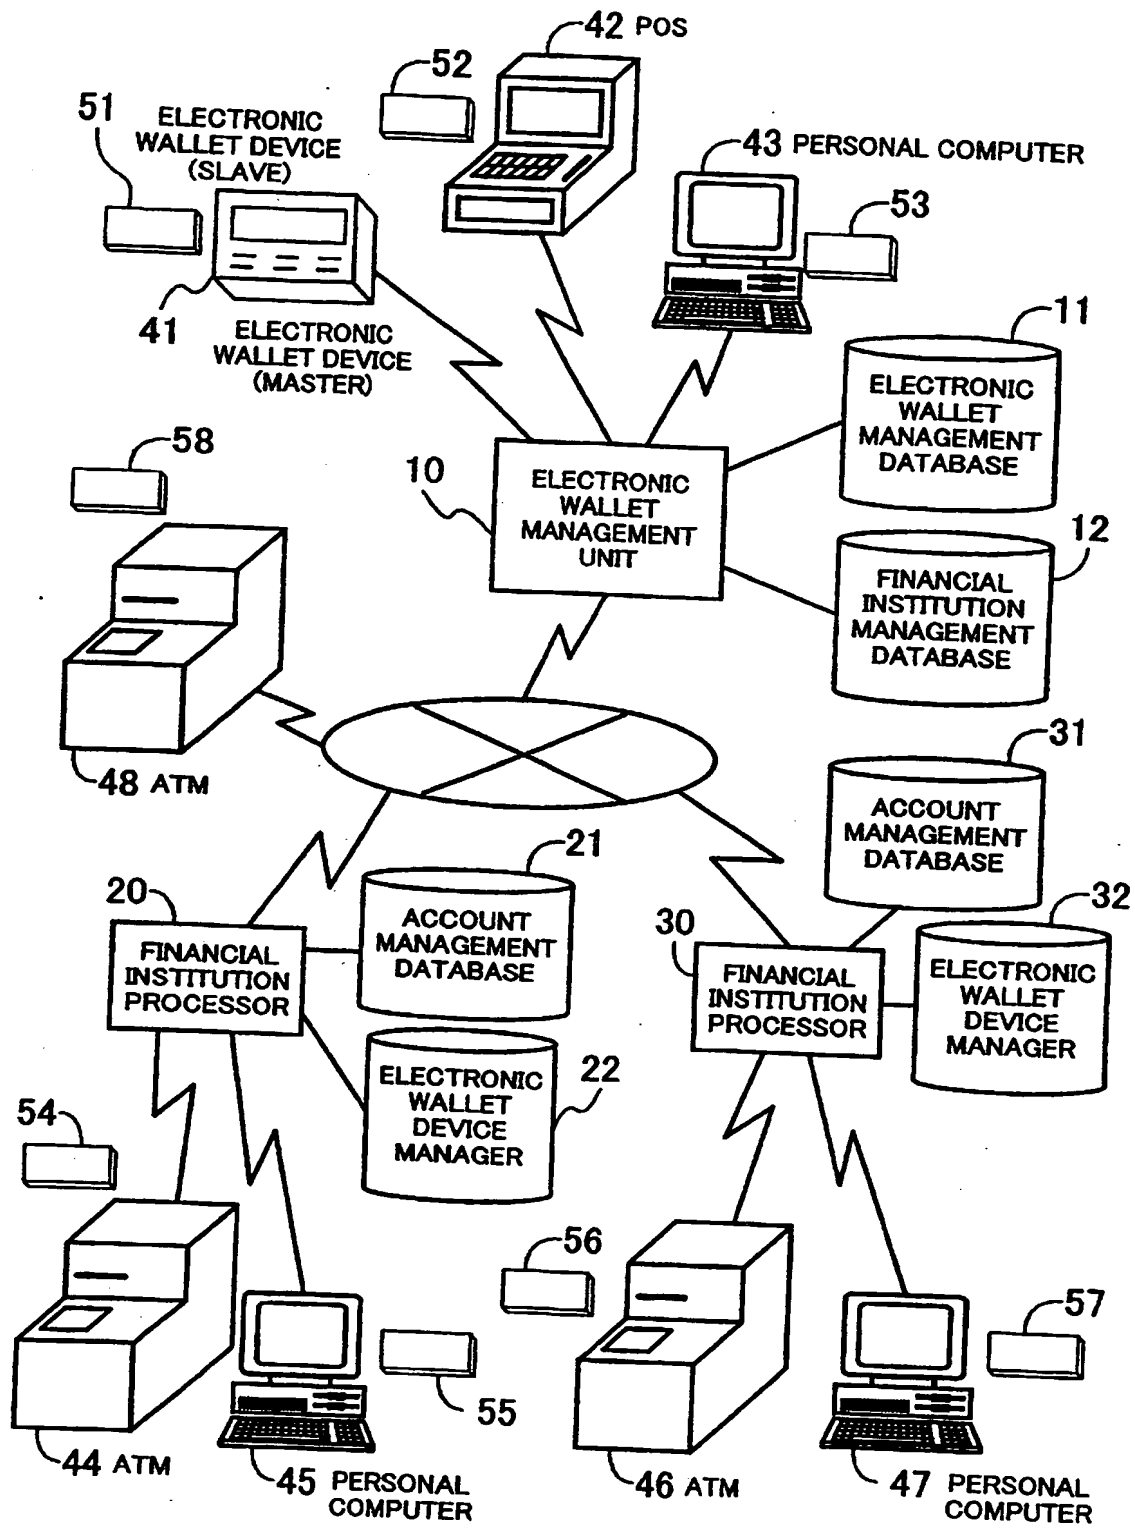 42 POS
52
51
ELECTRONIC
WALLET DEVICE
(SLAVE)
43 PERSONAL COMPUTER
53
41
ELECTRONIC
WALLET DEVICE
(MASTER)
11
ELECTRONIC
WALLET
MANAGEMENT
DATABASE
58
10
ELECTRONIC
WALLET
MANAGEMENT
UNIT
12
FINANCIAL
INSTITUTION
MANAGEMENT
DATABASE
48 ATM
31
ACCOUNT
MANAGEMENT
DATABASE
21
ACCOUNT
MANAGEMENT
DATABASE
20
FINANCIAL
INSTITUTION
PROCESSOR
30
FINANCIAL
INSTITUTION
PROCESSOR
32
ELECTRONIC
WALLET
DEVICE
MANAGER
22
ELECTRONIC
WALLET
DEVICE
MANAGER
54
56
57
55
44 ATM
45 PERSONAL
COMPUTER
46 ATM
47 PERSONAL
COMPUTER